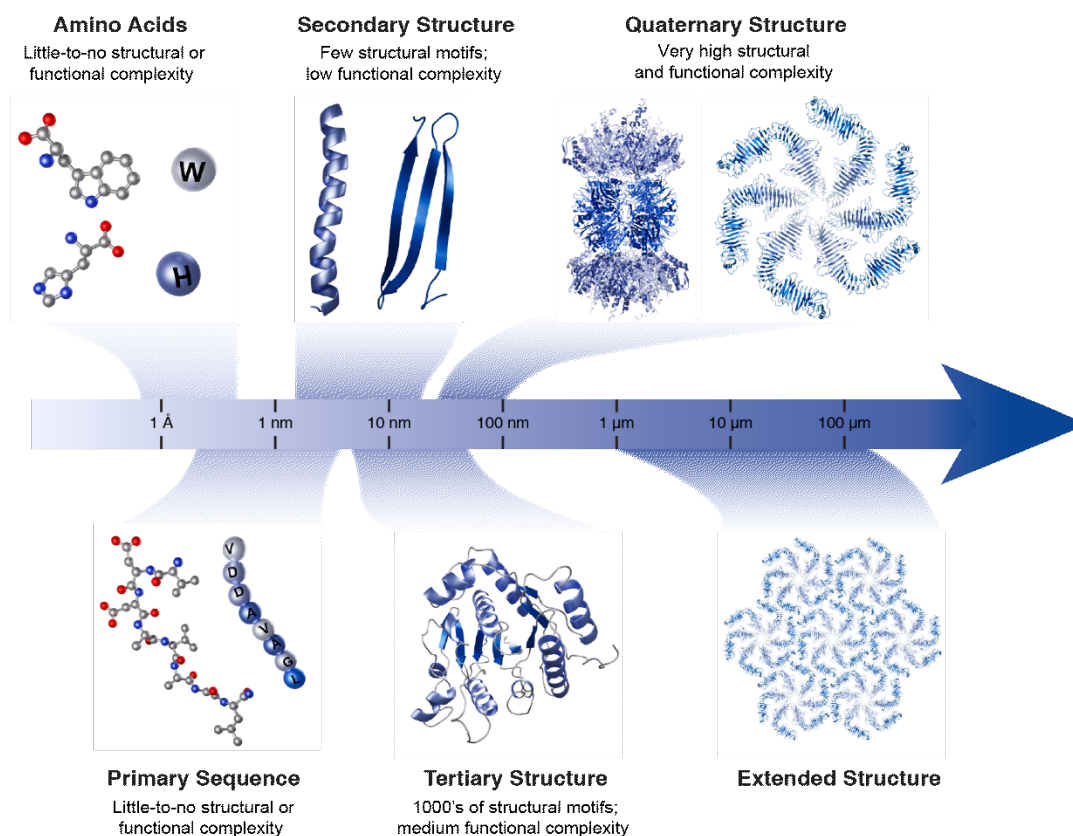 Amino Acids
Little-to-no structural or
functional complexity
Secondary Structure
Few structural motifs;
low functional complexity
Quaternary Structure
Very high structural
and functional complexity
W
H
1 Å
1 nm
10 nm
100 nm
1 µm
10 µm
100 µm
V
D
D
A
V
A
G
L
Primary Sequence
Little-to-no structural or
functional complexity
Tertiary Structure
1000's of structural motifs;
medium functional complexity
Extended Structure